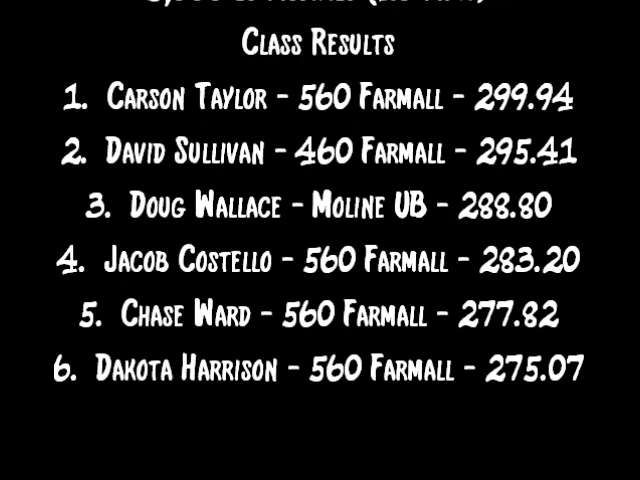 Class Results
1. Carson Taylor - 560 Farmall - 299.94
2. David Sullivan - 460 Farmall - 295.41
3. Doug Wallace - Moline UB - 288.80
4. Jacob Costello - 560 Farmall - 283.20
5. Chase Ward - 560 Farmall - 277.82
6. Dakota Harrison - 560 Farmall - 275.07